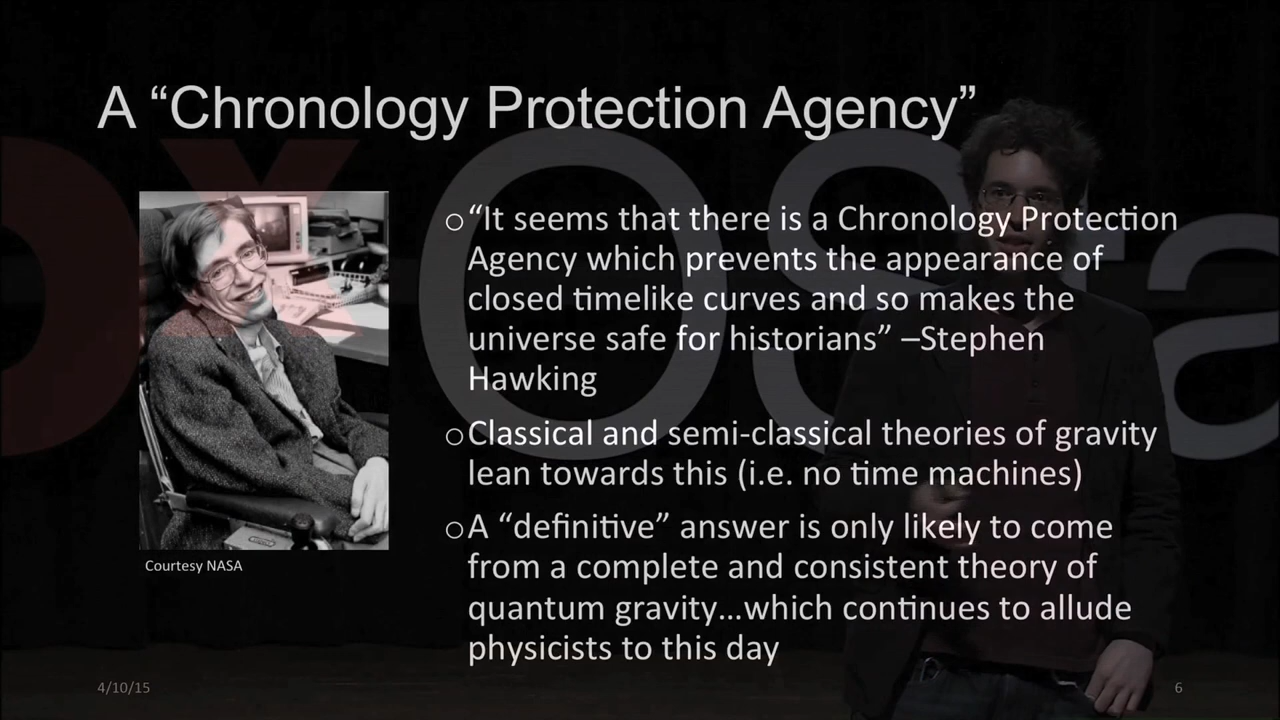 A “Chronology Protection Agency”
o“It seems that there is a Chronology Protection
Agency which prevents the appearance of
closed timelike curves and so makes the
universe safe for historians” –Stephen
Hawking
oClassical and semi-classical theories of gravity
lean towards this (i.e. no time machines)
oA “definitive” answer is only likely to come
from a complete and consistent theory of
quantum gravity…which continues to allude
physicists to this day
Courtesy NASA
4/10/15
6